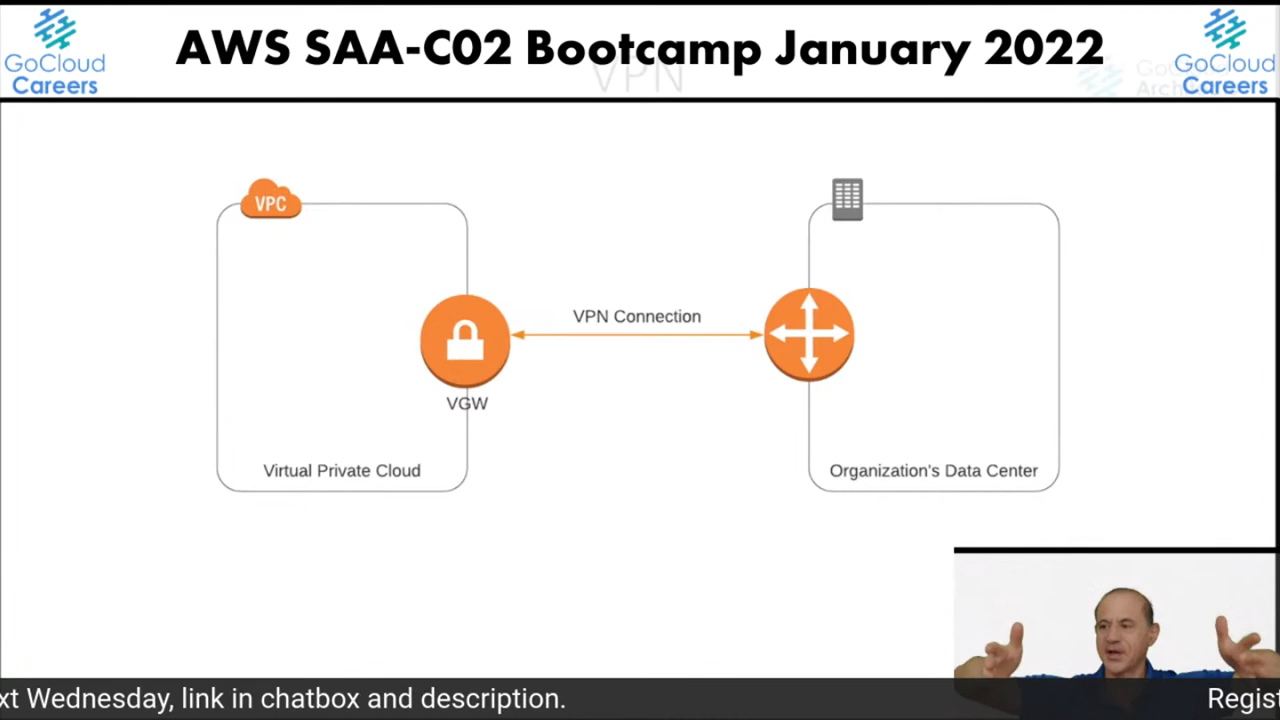 GoCloud
Careers
AWS SAA-C02 Bootcamp January 2022
VPN
GoCloud
Careers
VPC
VPN Connection
VGW
Virtual Private Cloud
Organization's Data Center
xt Wednesday, link in chatbox and description.
Regist